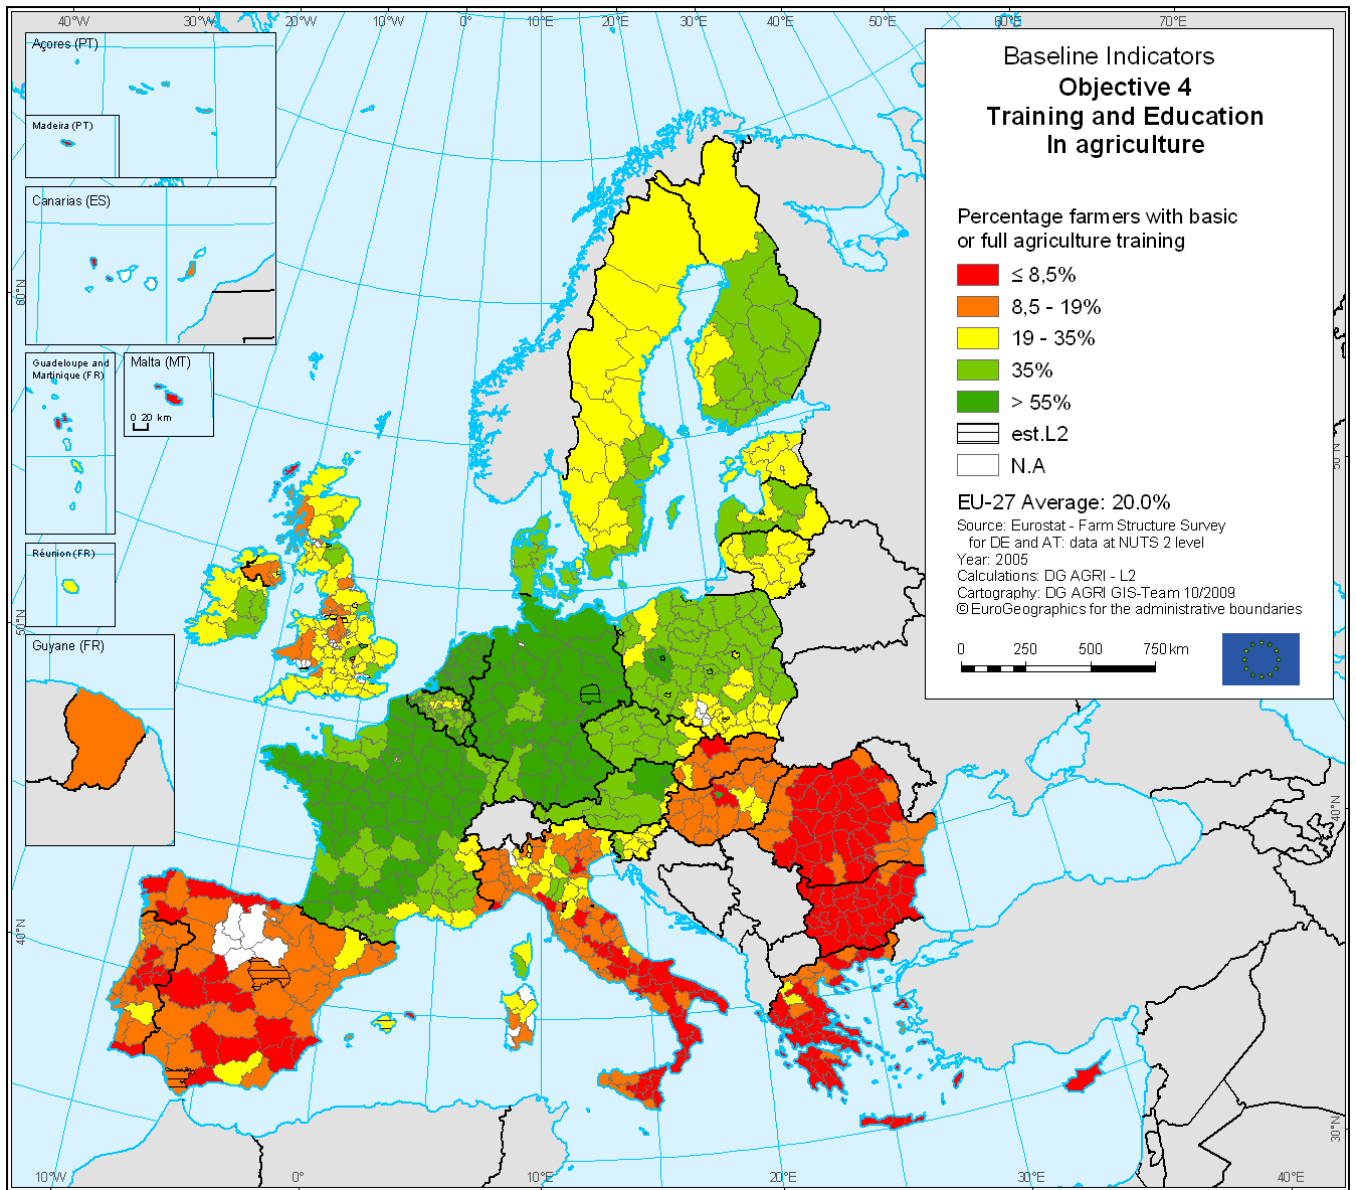 40°W
30°W
20°W
10°W
0°
10°E
20°E
30°E
40°E
50°E
60°E
70°E
Açores (PT)
Madeira (PT)
Canarias (ES)
Guadeloupe and
Martinique (FR)
Malta (MT)
0 20 km
Réunion (FR)
Guyane (FR)
Baseline Indicators
Objective 4
Training and Education
In agriculture
Percentage farmers with basic
or full agriculture training
≤ 8,5%
8,5 - 19%
19 - 35%
35%
> 55%
est.L2
N.A
EU-27 Average: 20.0%
Source: Eurostat - Farm Structure Survey
for DE and AT: data at NUTS 2 level
Year: 2005
Calculations: DG AGRI - L2
Cartography: DG AGRI GIS-Team 10/2009
© EuroGeographics for the administrative boundaries
0 250 500 750 km
60°N
50°N
40°N
50°N
40°N
30°N
10°W
0°
10°E
20°E
30°E
40°E